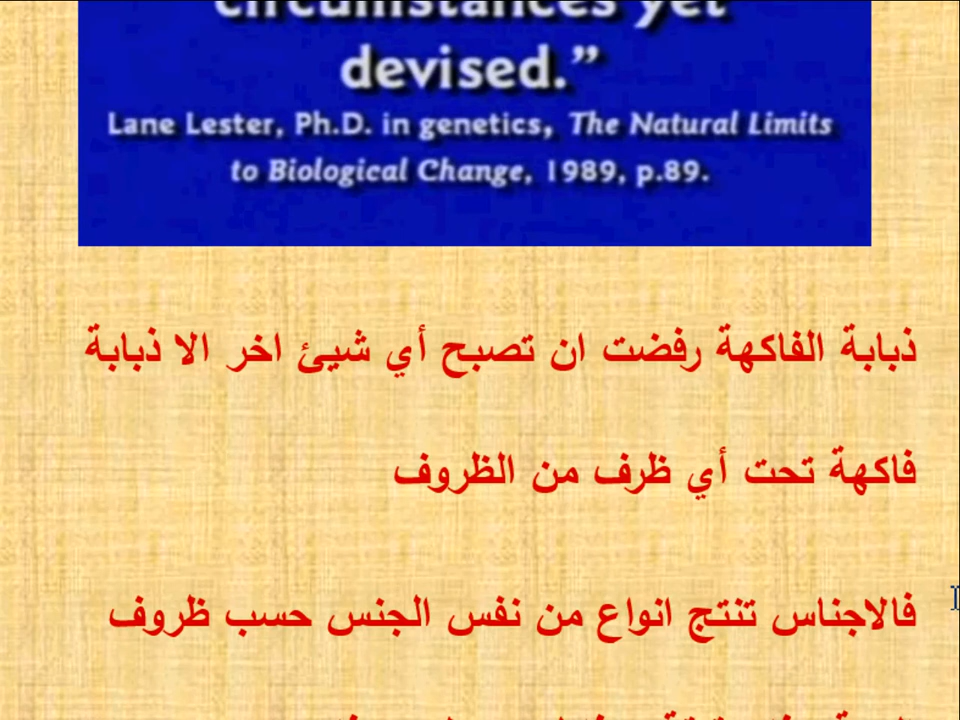 circumstances yet
devised.”
Lane Lester, Ph.D. in genetics, The Natural Limits
to Biological Change, 1989, p.89.
ذبابة الفاكهة رفضت ان تصبح أي شيئ اخر الا ذبابة
فاكهة تحت أي ظرف من الظروف
فالاجناس تنتج انواع من نفس الجنس حسب ظروف